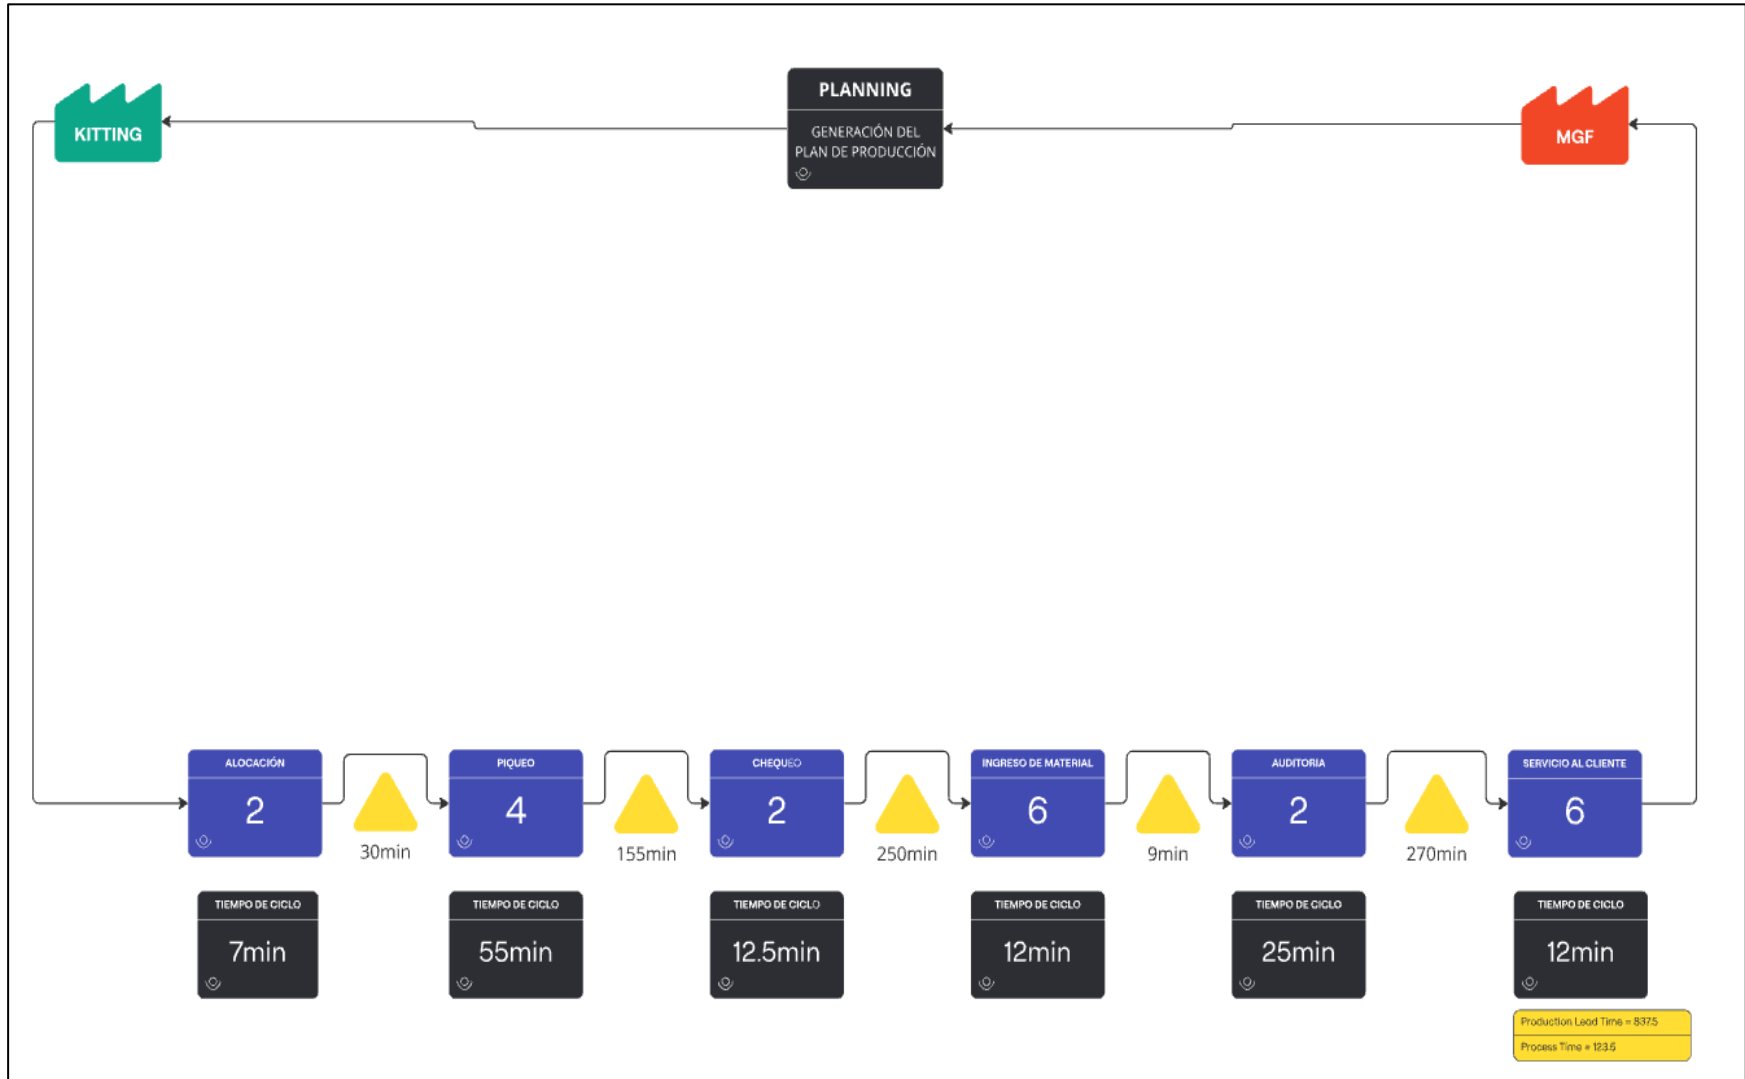 PLANNING
GENERACIÓN DEL
PLAN DE PRODUCCIÓN
KITTING
MGF
ALOCACIÓN
2
PIQUEO
4
CHEQUEO
2
INGRESO DE MATERIAL
6
AUDITORIA
2
SERVICIO AL CLIENTE
6
30min
155min
250min
9min
270min
TIEMPO DE CICLO
7min
TIEMPO DE CICLO
55min
TIEMPO DE CICLO
12.5min
TIEMPO DE CICLO
12min
TIEMPO DE CICLO
25min
TIEMPO DE CICLO
12min
Production Lead Time = 837.5
Process Time = 123.5